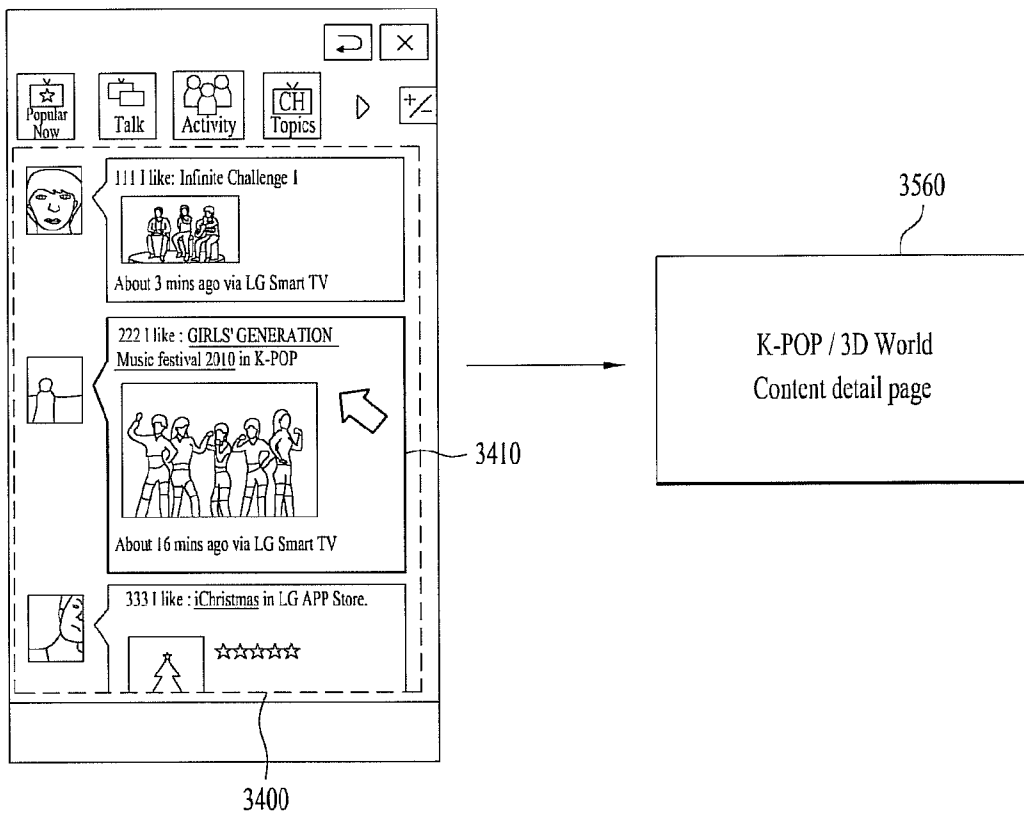 Popular
Now
Talk
Activity
CH
Topics
+/-
111 I like: Infinite Challenge 1
About 3 mins ago via LG Smart TV
222 I like : GIRLS' GENERATION
Music festival 2010 in K-POP
About 16 mins ago via LG Smart TV
333 I like : iChristmas in LG APP Store.
3410
3400
3560
K-POP / 3D World
Content detail page